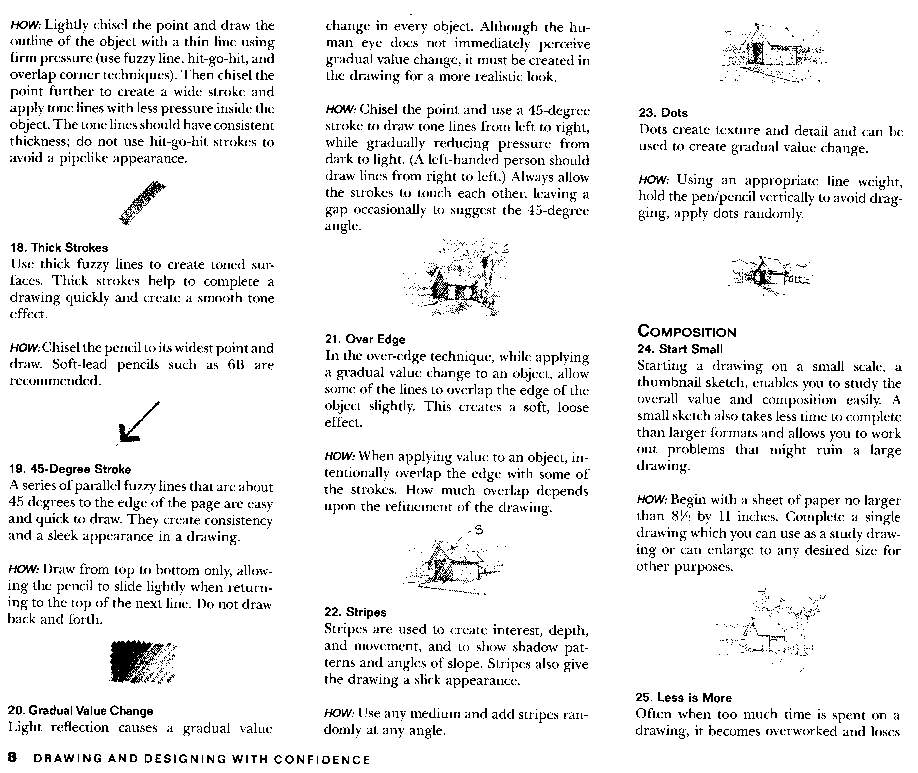 HOW: Lightly chisel the point and draw the
outline of the object with a thin line using
firm pressure (use fuzzy line, hit-go-hit, and
overlap corner techniques). Then chisel the
point further to create a wide stroke and
apply tone lines with less pressure inside the
object. The tone lines should have consistent
thickness; do not use hit-go-hit strokes to
avoid a pipelike appearance.
18. Thick Strokes
Use thick fuzzy lines to create toned sur-
faces. Thick strokes help to complete a
drawing quickly and create a smooth tone
effect.
HOW: Chisel the pencil to its widest point and
draw. Soft-lead pencils such as 6B are
recommended.
19. 45-Degree Stroke
A series of parallel fuzzy lines that are about
45 degrees to the edge of the page are easy
and quick to draw. They create consistency
and a sleek appearance in a drawing.
HOW: Draw from top to bottom only, allow-
ing the pencil to slide lightly when return-
ing to the top of the next line. Do not draw
back and forth.
20. Gradual Value Change
Light reflection causes a gradual value
change in every object. Although the hu-
man eye does not immediately perceive
gradual value change, it must be created in
the drawing for a more realistic look.
HOW: Chisel the point and use a 45-degree
stroke to draw tone lines from left to right,
while gradually reducing pressure from
dark to light. (A left-handed person should
draw lines from right to left.) Always allow
the strokes to touch each other, leaving a
gap occasionally to suggest the 45-degree
angle.
21. Over Edge
In the over-edge technique, while applying
a gradual value change to an object, allow
some of the lines to overlap the edge of the
object slightly. This creates a soft, loose
effect.
HOW: When applying value to an object, in-
tentionally overlap the edge with some of
the strokes. How much overlap depends
upon the refinement of the drawing.
S
22. Stripes
Stripes are used to create interest, depth,
and movement, and to show shadow pat-
terns and angles of slope. Stripes also give
the drawing a slick appearance.
HOW: Use any medium and add stripes ran-
domly at any angle.
23. Dots
Dots create texture and detail and can be
used to create gradual value change.
HOW: Using an appropriate line weight,
hold the pen/pencil vertically to avoid drag-
ging, apply dots randomly.
COMPOSITION
24. Start Small
Starting a drawing on a small scale, a
thumbnail sketch, enables you to study the
overall value and composition easily. A
small sketch also takes less time to complete
than larger formats and allows you to work
out problems that might ruin a large
drawing.
HOW: Begin with a sheet of paper no larger
than 8½ by 11 inches. Complete a single
drawing which you can use as a study draw-
ing or can enlarge to any desired size for
other purposes.
25. Less is More
Often when too much time is spent on a
drawing, it becomes overworked and loses
8 DRAWING AND DESIGNING WITH CONFIDENCE